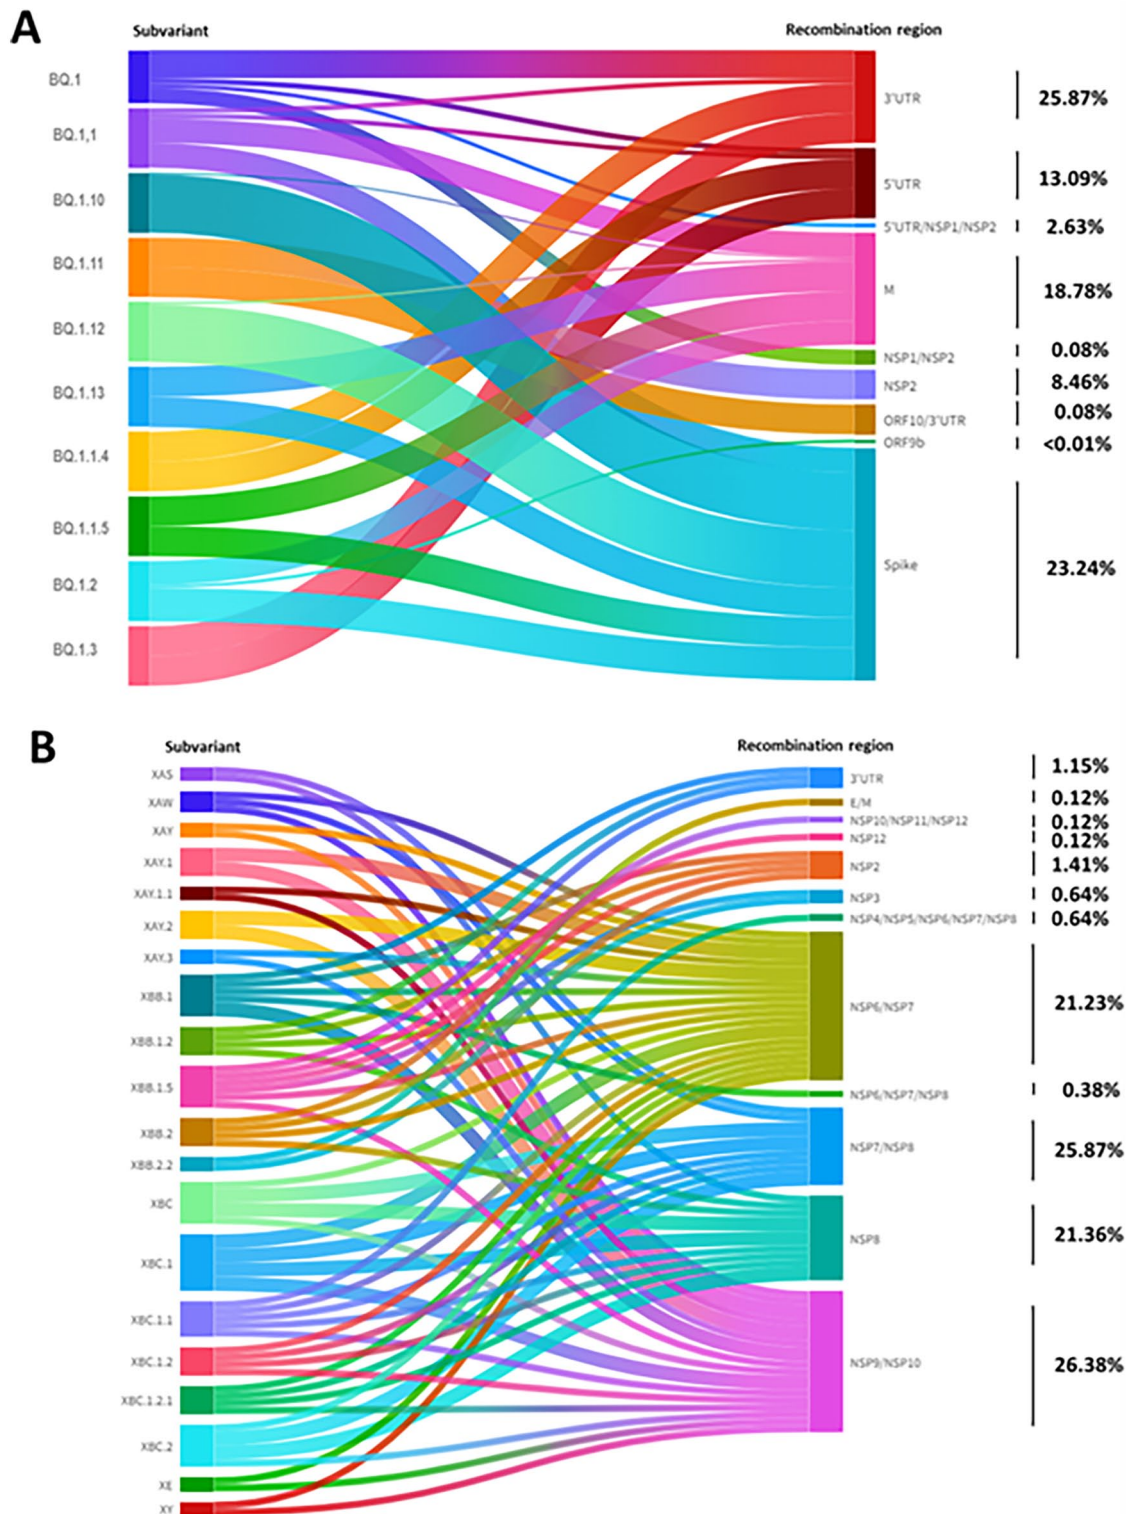 A
Subvariant
Recombination region
BQ.1
BQ.1,1
BQ.1.10
BQ.1.11
BQ.1.12
BQ.1.13
BQ.1.1.4
BQ.1.1.5
BQ.1.2
BQ.1.3
3'UTR
5'UTR
5'UTR/NSP1/NSP2
M
NSP1/NSP2
NSP2
ORF10/3'UTR
ORF9b
Spike
25.87%
13.09%
2.63%
18.78%
0.08%
8.46%
0.08%
<0.01%
23.24%
B
Subvariant
Recombination region
XAS
XAW
XAY
XAY.1
XAY.1.1
XAY.2
XAY.3
XBB.1
XBB.1.2
XBB.1.5
XBB.2
XBB.2.2
XBC
XBC.1
XBC.1.1
XBC.1.2
XBC.1.2.1
XBC.2
XE
XY
3'UTR
E/M
NSP10/NSP11/NSP12
NSP12
NSP2
NSP3
NSP4/NSP5/NSP6/NSP7/NSP8
NSP6/NSP7
NSP6/NSP7/NSP8
NSP7/NSP8
NSP8
NSP9/NSP10
1.15%
0.12%
0.12%
0.12%
1.41%
0.64%
0.64%
21.23%
0.38%
25.87%
21.36%
26.38%